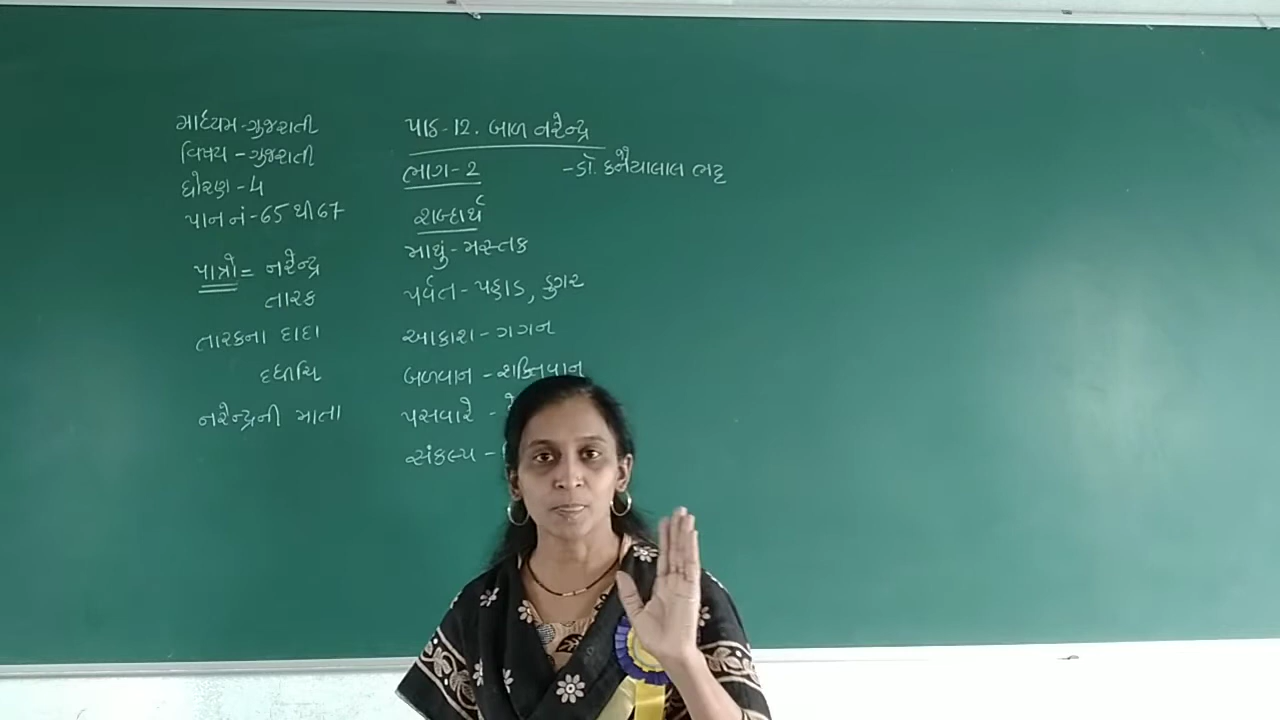 માધ્યમ-ગુજરાતી
વિષય - ગુજરાતી
ધોરણ - 4
પાન નં - 65 થી 67
પાત્રો = નરેન્દ્ર
તારક
તારકના દાદા
દધીચિ
નરેન્દ્રની માતા
પાઠ - 12. બાળ નરેન્દ્ર
ભાગ - 2
- ડૉ. કનૈયાલાલ ભટ્ટ
શબ્દાર્થ
માથું - મસ્તક
પર્વત - પહાડ, ડુગર
આકાશ - ગગન
બળવાન - શક્તિવાન
પસવારે -
સંકલ્પ -